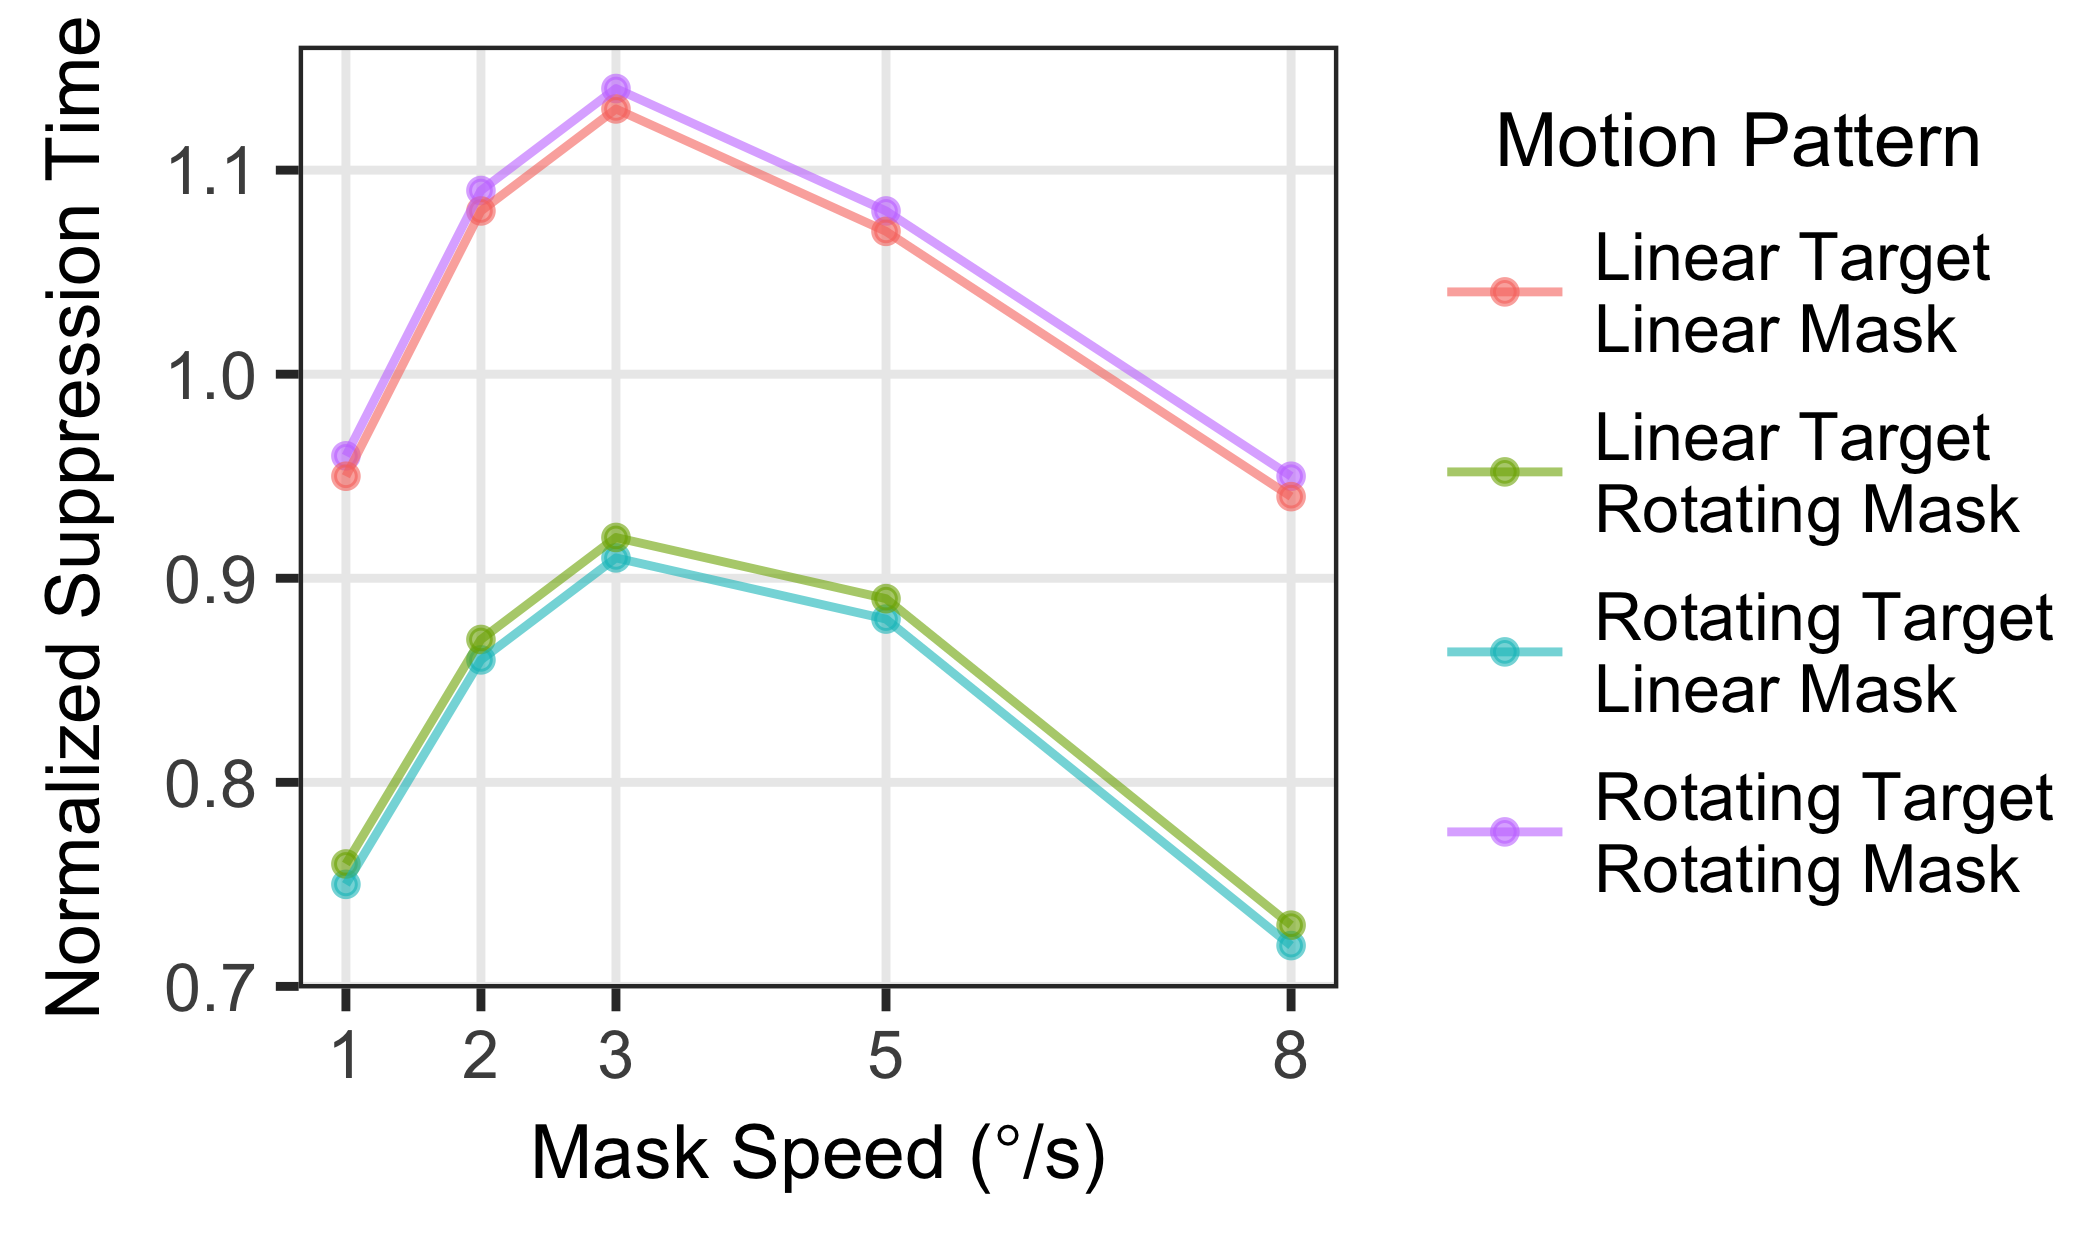 Normalized Suppression Time
1.1
1.0
0.9
0.8
0.7
1 2 3 5 8
Mask Speed (°/s)
Motion Pattern
Linear Target
Linear Mask
Linear Target
Rotating Mask
Rotating Target
Linear Mask
Rotating Target
Rotating Mask